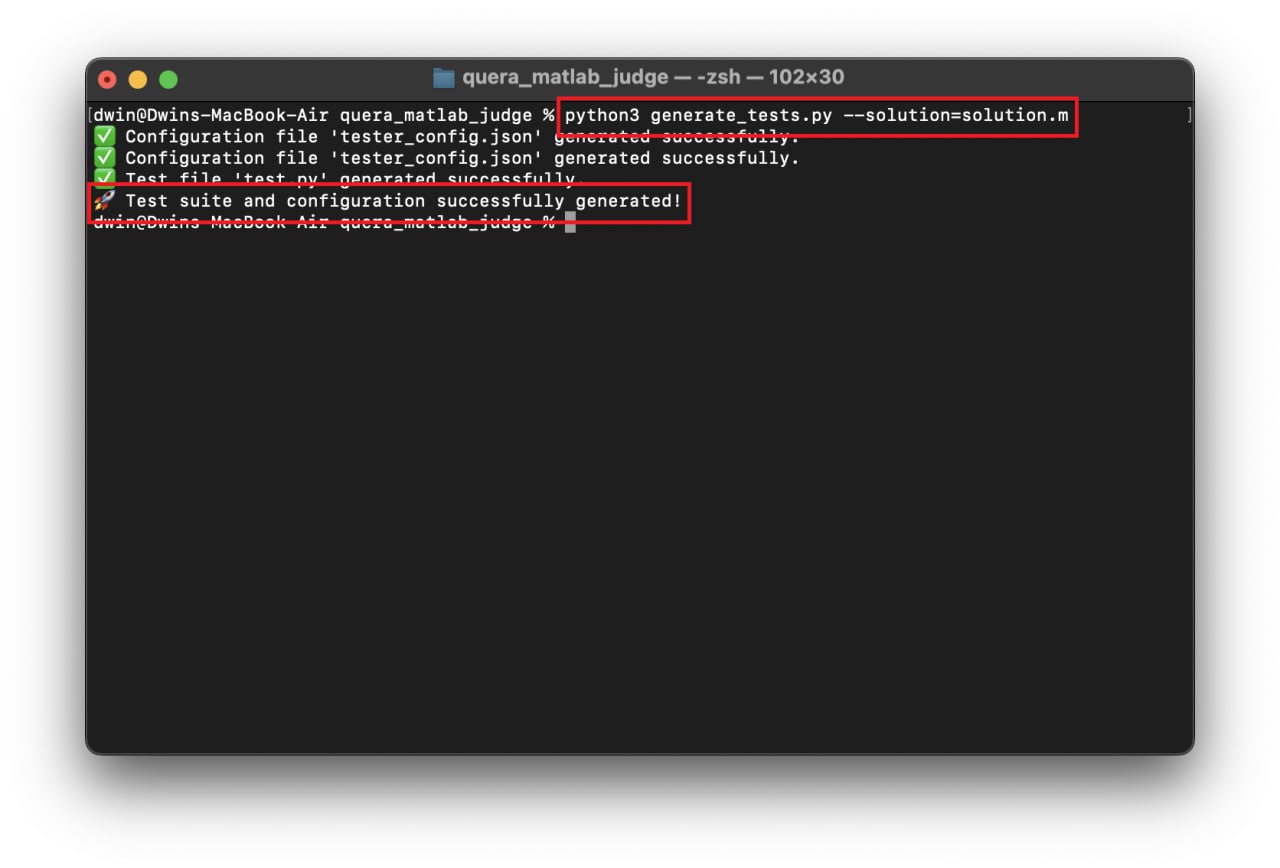 quera_matlab_judge — -zsh — 102×30
[dwin@Dwins-MacBook-Air quera_matlab_judge % python3 generate_tests.py --solution=solution.m ]
✅ Configuration file 'tester_config.json' generated successfully.
✅ Configuration file 'tester_config.json' generated successfully.
✅ Test file 'test.py' generated successfully.
🚀 Test suite and configuration successfully generated!
dwin@Dwins-MacBook-Air quera_matlab_judge %